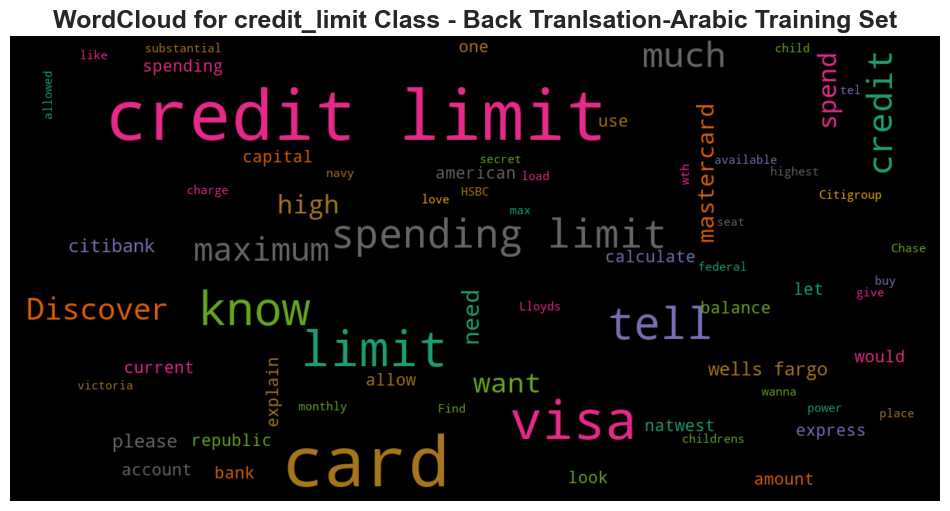 WordCloud for credit_limit Class - Back Tranlsation-Arabic Training Set
like
substantial
spending
one
much
child
allowed
spend
tel
credit
credit limit
use
mastercard
capital
secret
american
load
navy
wth
available
highest
charge
love
HSBC
Citigroup
high
max
seat
citibank
maximum
spending limit
calculate
Chase
federal
buy
Discover
know
need
Lloyds
let
give
balance
tell
limit
current
explain
allow
want
wells fargo
would
victoria
wanna
monthly
Find
visa
natwest
power
place
please
republic
card
childrens
express
account
bank
look
amount